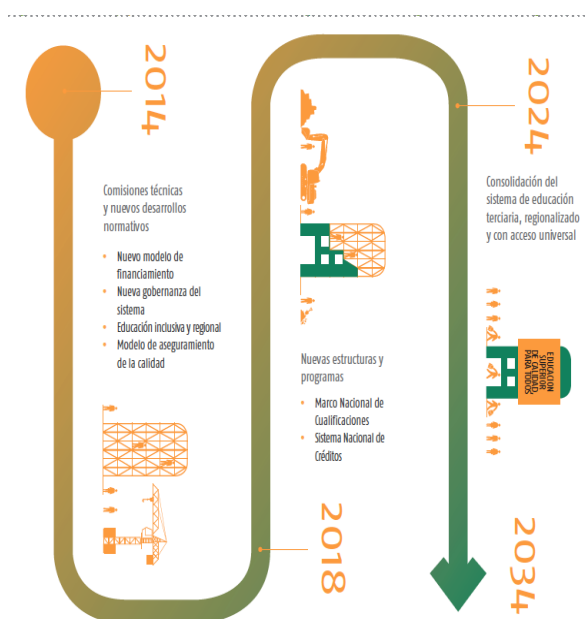 2014
Comisiones técnicas
y nuevos desarrollos
normativos
• Nuevo modelo de
financiamiento
• Nueva gobernanza del
sistema
• Educación inclusiva y regional
• Modelo de aseguramiento
de la calidad
2018
Nuevas estructuras y
programas
• Marco Nacional de
Cualificaciones
• Sistema Nacional de
Créditos
2024
Consolidación del
sistema de educación
terciaria, regionalizado
y con acceso universal
EDUCACION
SUPERIOR
DE CALIDAD
PARA TODOS
2034